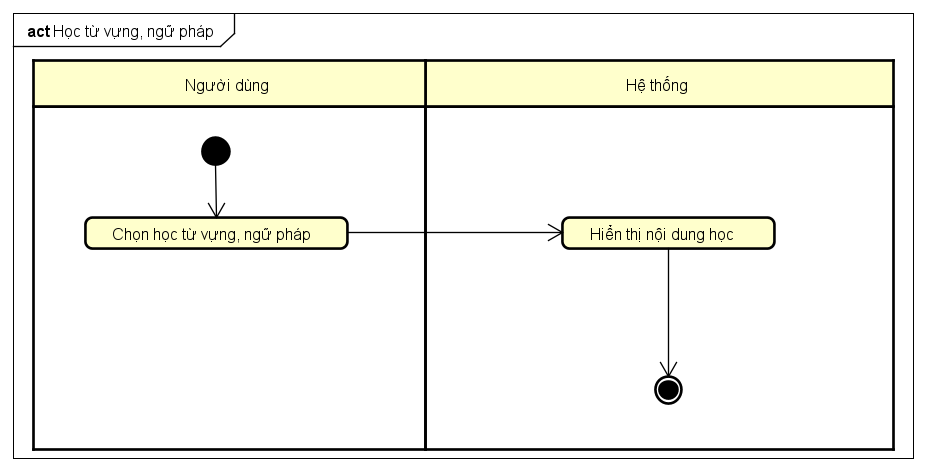 act Học từ vựng, ngữ pháp
Người dùng
Hệ thống
Chọn học từ vựng, ngữ pháp
Hiển thị nội dung học